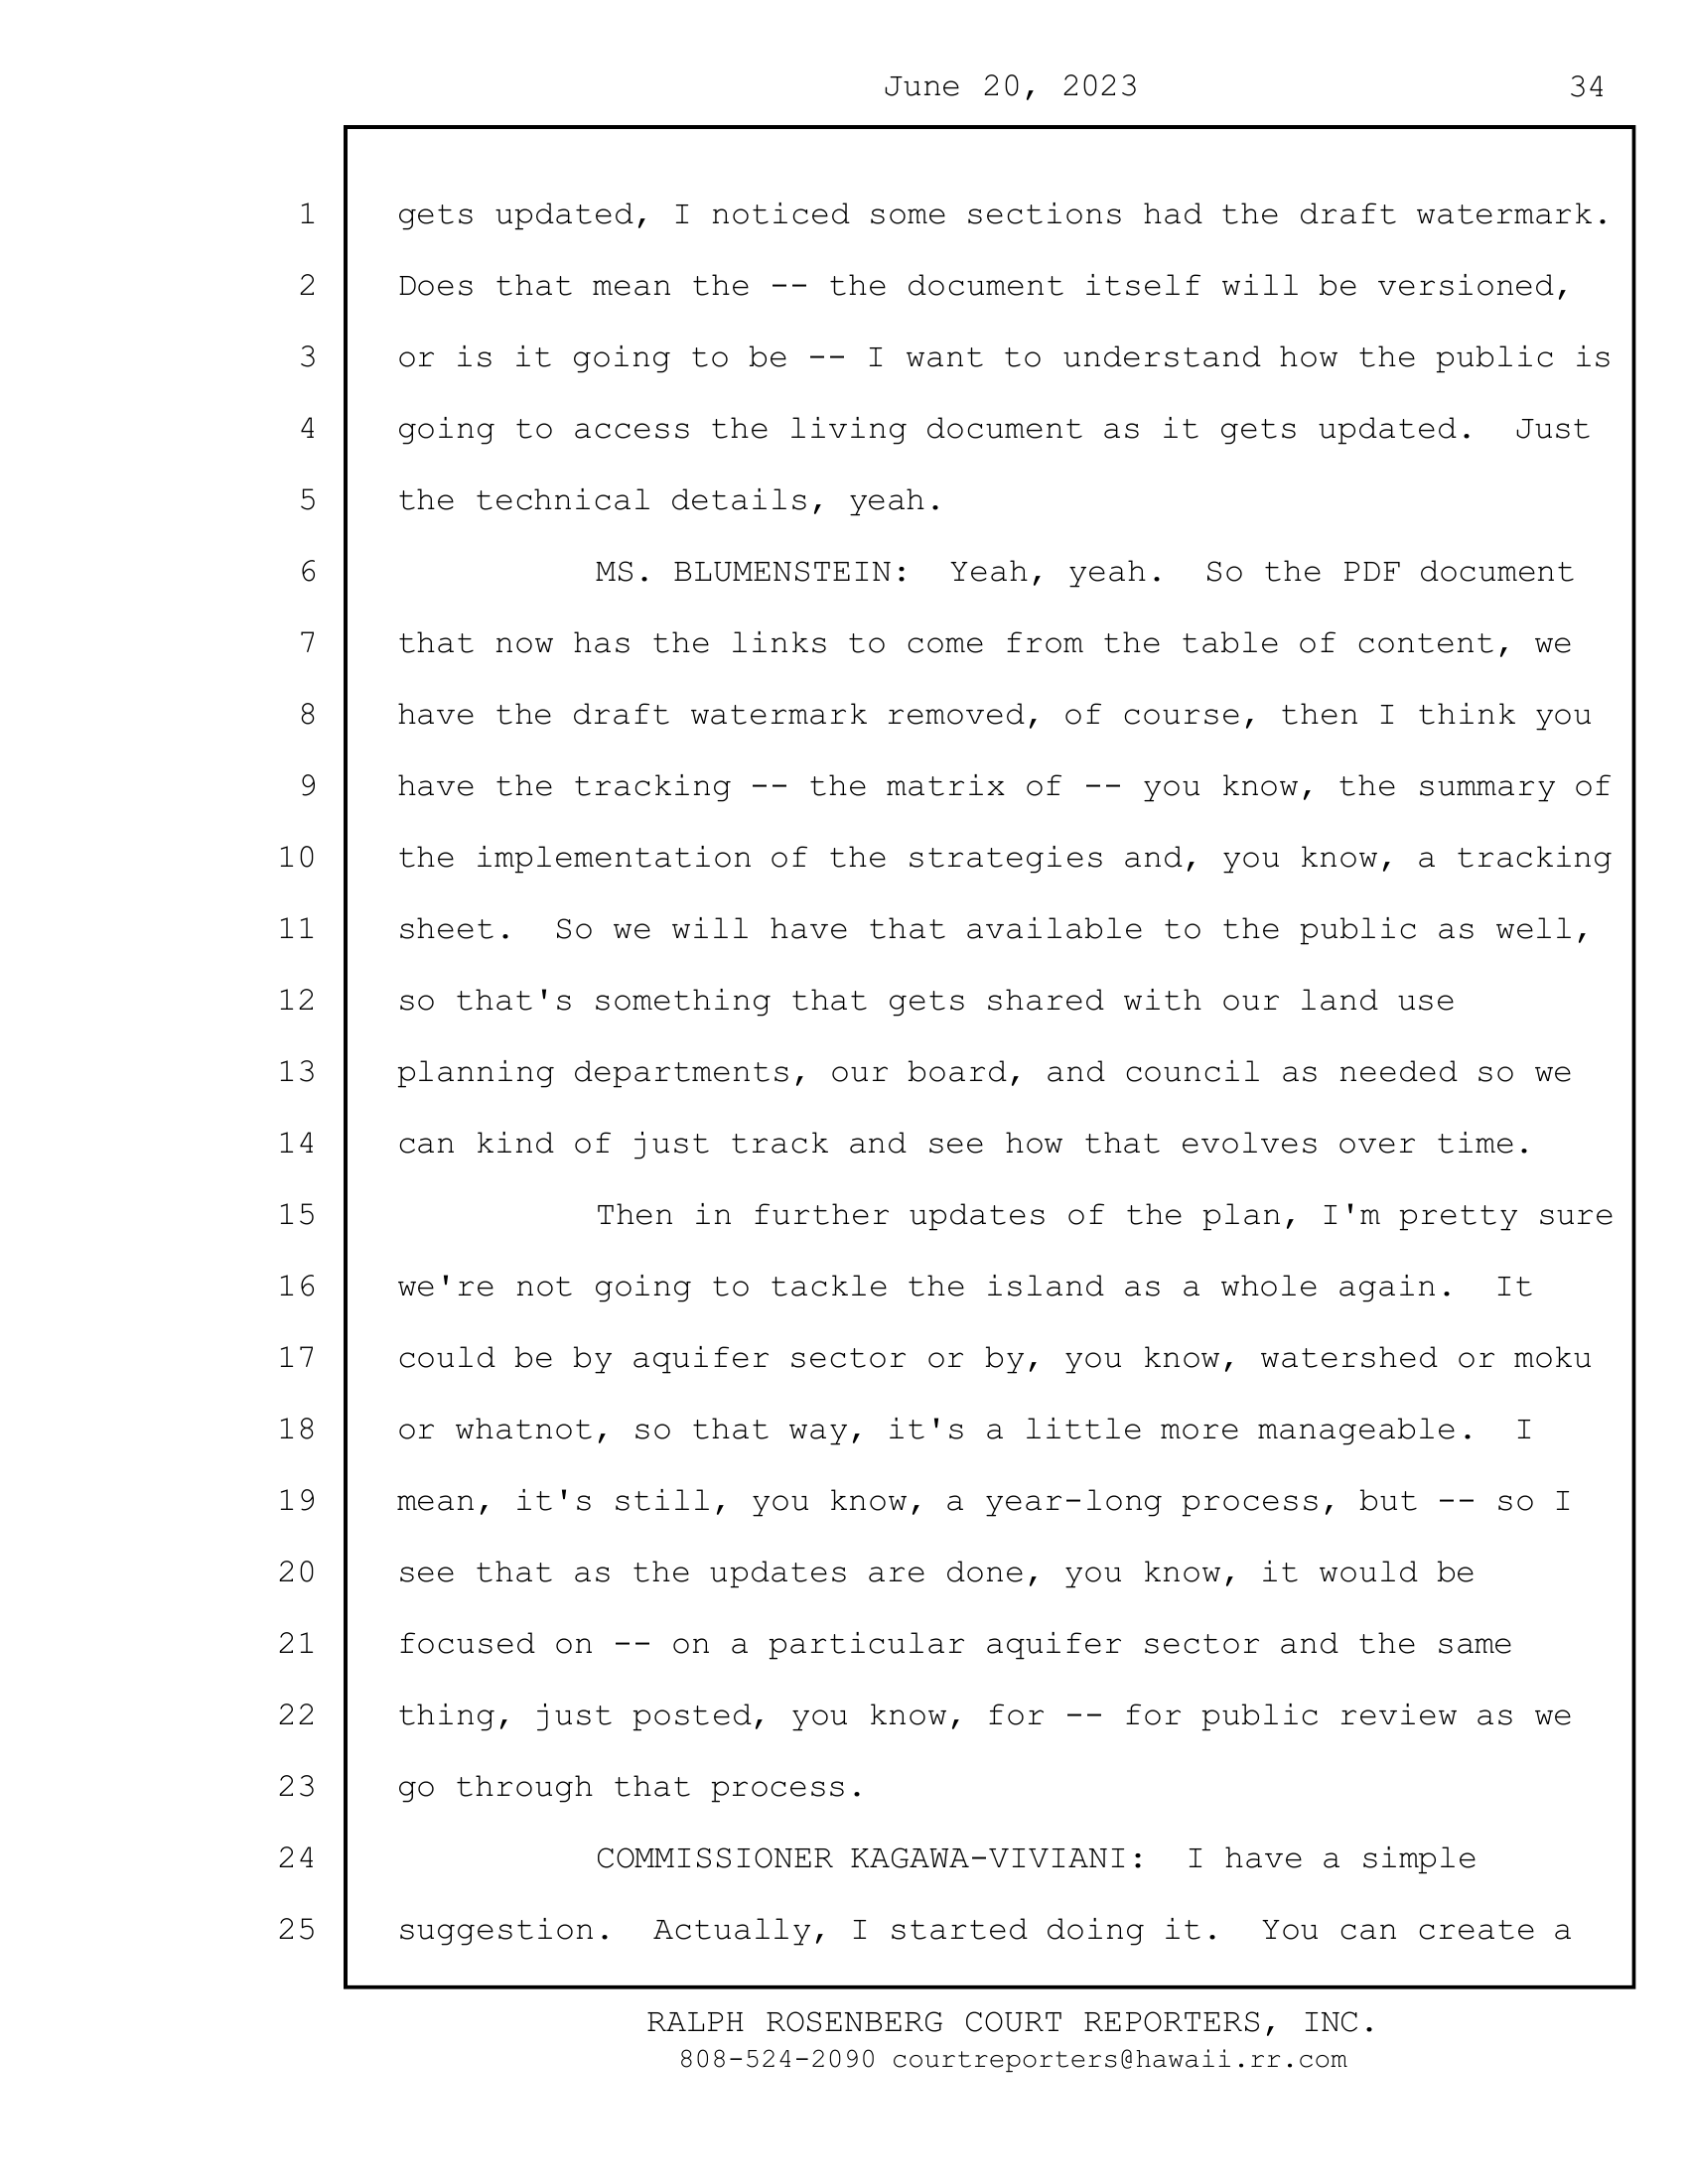 June 20, 2023 34
1 gets updated, I noticed some sections had the draft watermark.
2 Does that mean the -- the document itself will be versioned,
3 or is it going to be -- I want to understand how the public is
4 going to access the living document as it gets updated.  Just
5 the technical details, yeah.
6 MS. BLUMENSTEIN:  Yeah, yeah.  So the PDF document
7 that now has the links to come from the table of content, we
8 have the draft watermark removed, of course, then I think you
9 have the tracking -- the matrix of -- you know, the summary of
10 the implementation of the strategies and, you know, a tracking
11 sheet.  So we will have that available to the public as well,
12 so that's something that gets shared with our land use
13 planning departments, our board, and council as needed so we
14 can kind of just track and see how that evolves over time.
15 Then in further updates of the plan, I'm pretty sure
16 we're not going to tackle the island as a whole again.  It
17 could be by aquifer sector or by, you know, watershed or moku
18 or whatnot, so that way, it's a little more manageable.  I
19 mean, it's still, you know, a year-long process, but -- so I
20 see that as the updates are done, you know, it would be
21 focused on -- on a particular aquifer sector and the same
22 thing, just posted, you know, for -- for public review as we
23 go through that process.
24 COMMISSIONER KAGAWA-VIVIANI:  I have a simple
25 suggestion.  Actually, I started doing it.  You can create a
RALPH ROSENBERG COURT REPORTERS, INC.
808-524-2090 courtreporters@hawaii.rr.com